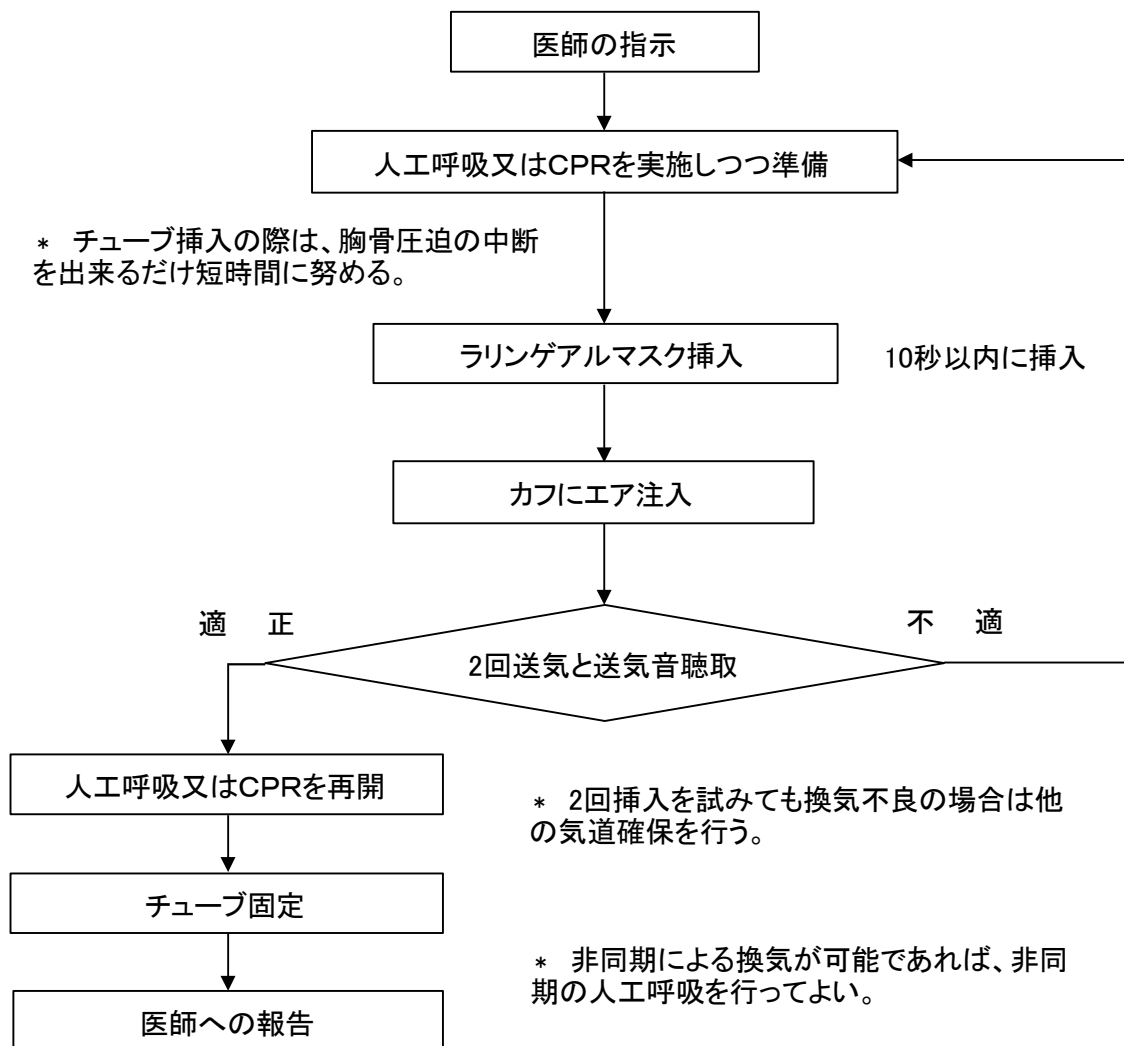 医師の指示
人工呼吸又はCPRを実施しつつ準備
* チューブ挿入の際は、胸骨圧迫の中断
を出来るだけ短時間に努める。
ラリンゲアルマスク挿入
10秒以内に挿入
カフにエア注入
適 正
不 適
2回送気と送気音聴取
人工呼吸又はCPRを再開
* 2回挿入を試みても換気不良の場合は他
の気道確保を行う。
チューブ固定
* 非同期による換気が可能であれば、非同
期の人工呼吸を行ってよい。
医師への報告